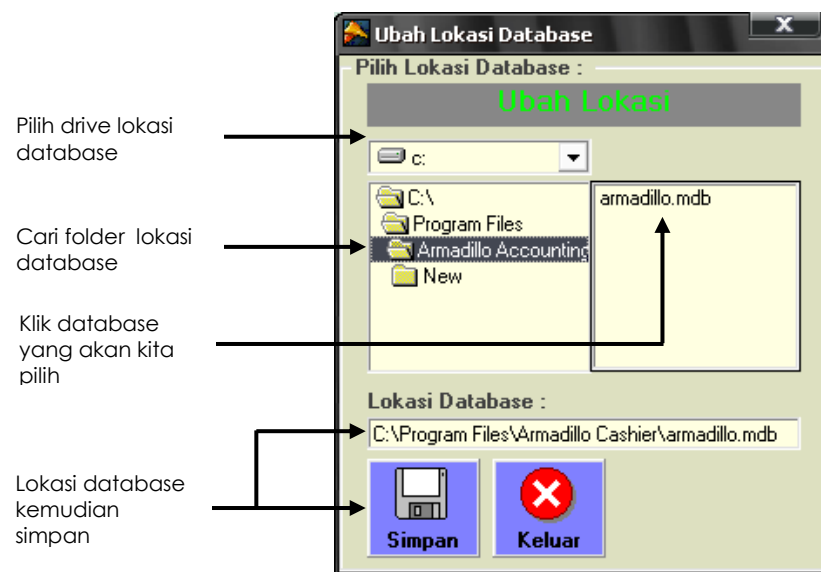 Ubah Lokasi Database
Pilih Lokasi Database :
Ubah Lokasi
Pilih drive lokasi
database
c:
C:\
armadillo.mdb
Program Files
Cari folder lokasi
database
Armadillo Accounting
New
Klik database
yang akan kita
pilih
Lokasi Database :
C:\Program Files\Armadillo Cashier\armadillo.mdb
Lokasi database
kemudian
simpan
Simpan
Keluar